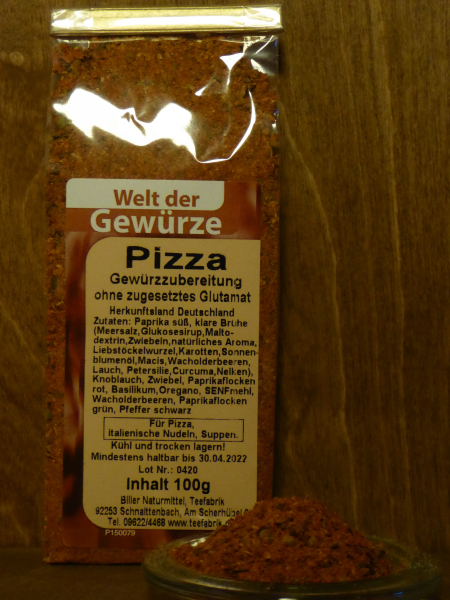 Welt der
Gewürze
Pizza
Gewürzzubereitung
ohne zugesetztes Glutamat
Herkunftsland Deutschland
Zutaten: Paprika süß, klare Brühe
(Meersalz,Glukosesirup,Malto-
dextrin,Zwiebeln,natürliches Aroma,
Liebstöckelwurzel,Karotten,Sonnen-
blumenöl,Macis,Wacholderbeeren,
Lauch, Petersilie,Curcuma,Nelken),
Knoblauch, Zwiebel, Paprikaflocken
rot, Basilikum,Oregano, SENFmehl,
Wacholderbeeren, Paprikaflocken
grün, Pfeffer schwarz
Für Pizza,
italienische Nudeln, Suppen.
Kühl und trocken lagern!
Mindestens haltbar bis 30.04.2022
Lot Nr.: 0420
Inhalt 100g
Biller Naturmittel, Teefabrik
92253 Schnaittenbach, Am Scherhübel
Tel. 09622/4468 www.teefabrik.
P150079